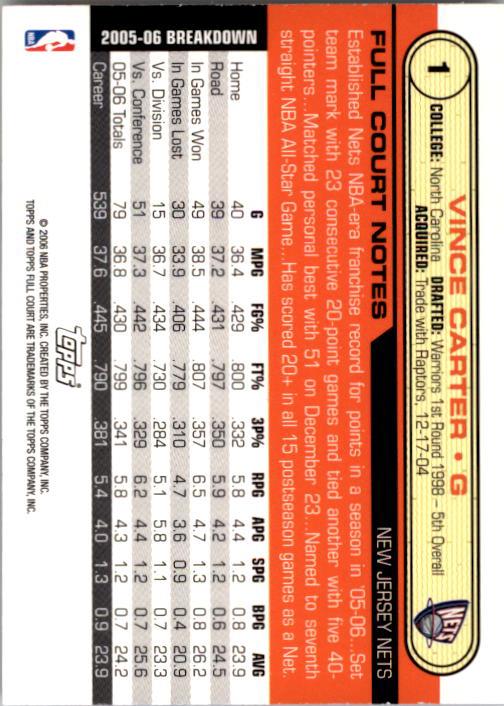 1
VINCE CARTER • G
COLLEGE: North Carolina DRAFTED: Warriors 1st Round 1998 – 5th Overall
ACQUIRED: Trade with Raptors, 12-17-04
NETS
NEW JERSEY NETS
FULL COURT NOTES
Established Nets NBA-era franchise record for points in a season in '05-06...Set
team mark with 23 consecutive 20-point games and tied another with five 40-
pointers...Matched personal best with 51 on December 23...Named to seventh
straight NBA All-Star Game...Has scored 20+ in all 15 postseason games as a Net.
2005-06 BREAKDOWN G MPG FG% FT% 3P% RPG APG SPG BPG AVG
Home 40 36.4 .429 .800 .332 5.8 4.4 1.2 0.8 23.9
Road 39 37.2 .431 .797 .350 5.9 4.2 1.2 0.6 24.5
In Games Won 49 38.5 .444 .807 .357 6.5 4.7 1.3 0.8 26.2
In Games Lost 30 33.9 .406 .779 .310 4.7 3.6 0.9 0.4 20.9
Vs. Division 15 36.7 .434 .730 .284 5.1 5.8 1.1 0.7 23.3
Vs. Conference 51 37.3 .442 .796 .329 6.2 4.4 1.2 0.7 25.6
05-06 Totals 79 36.8 .430 .799 .341 5.8 4.3 1.2 0.7 24.2
Career 539 37.6 .445 .790 .381 5.4 4.0 1.3 0.9 23.9
NBA
topps
© 2006 NBA PROPERTIES, INC. CREATED BY THE TOPPS COMPANY, INC.
TOPPS AND TOPPS FULL COURT ARE TRADEMARKS OF THE TOPPS COMPANY, INC.